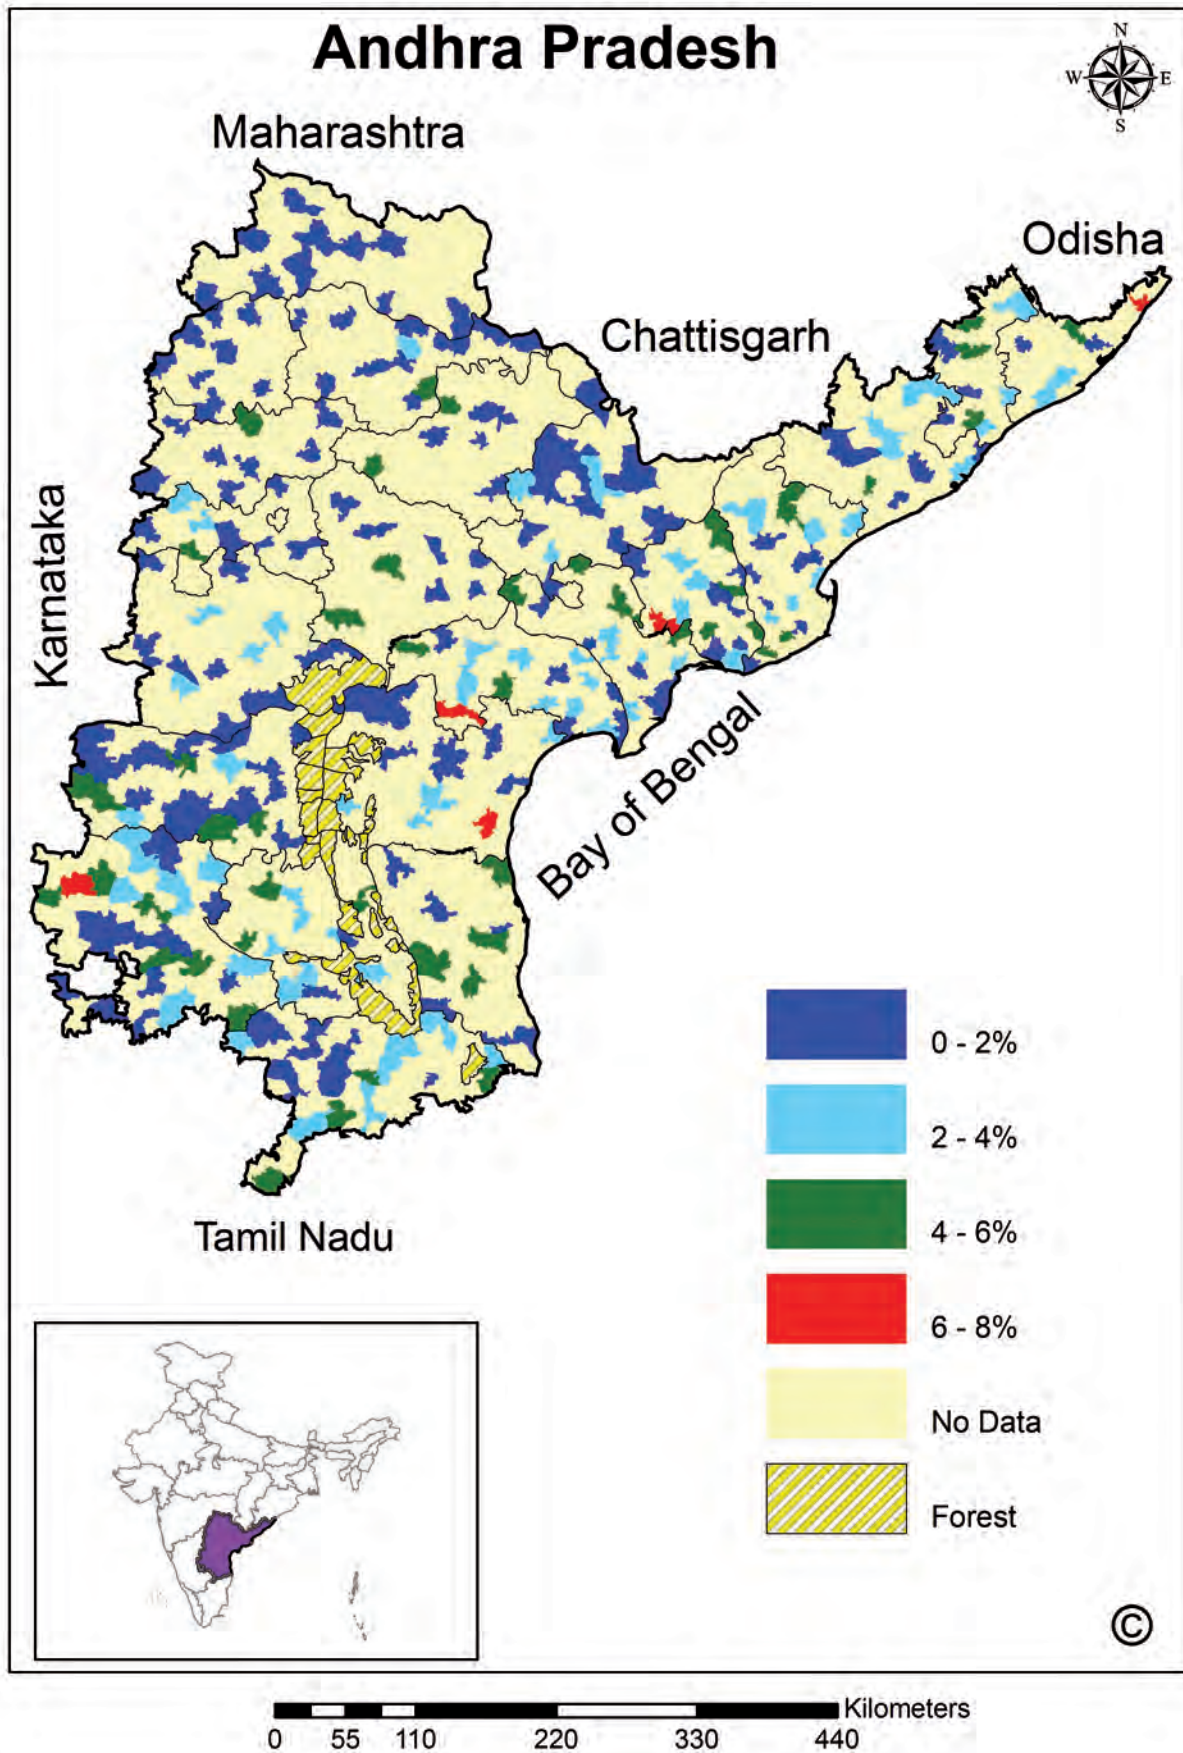 Andhra Pradesh
N
W
E
S
Maharashtra
Odisha
Chattisgarh
Karnataka
Bay of Bengal
Tamil Nadu
0 - 2%
2 - 4%
4 - 6%
6 - 8%
No Data
Forest
©
Kilometers
0 55 110 220 330 440